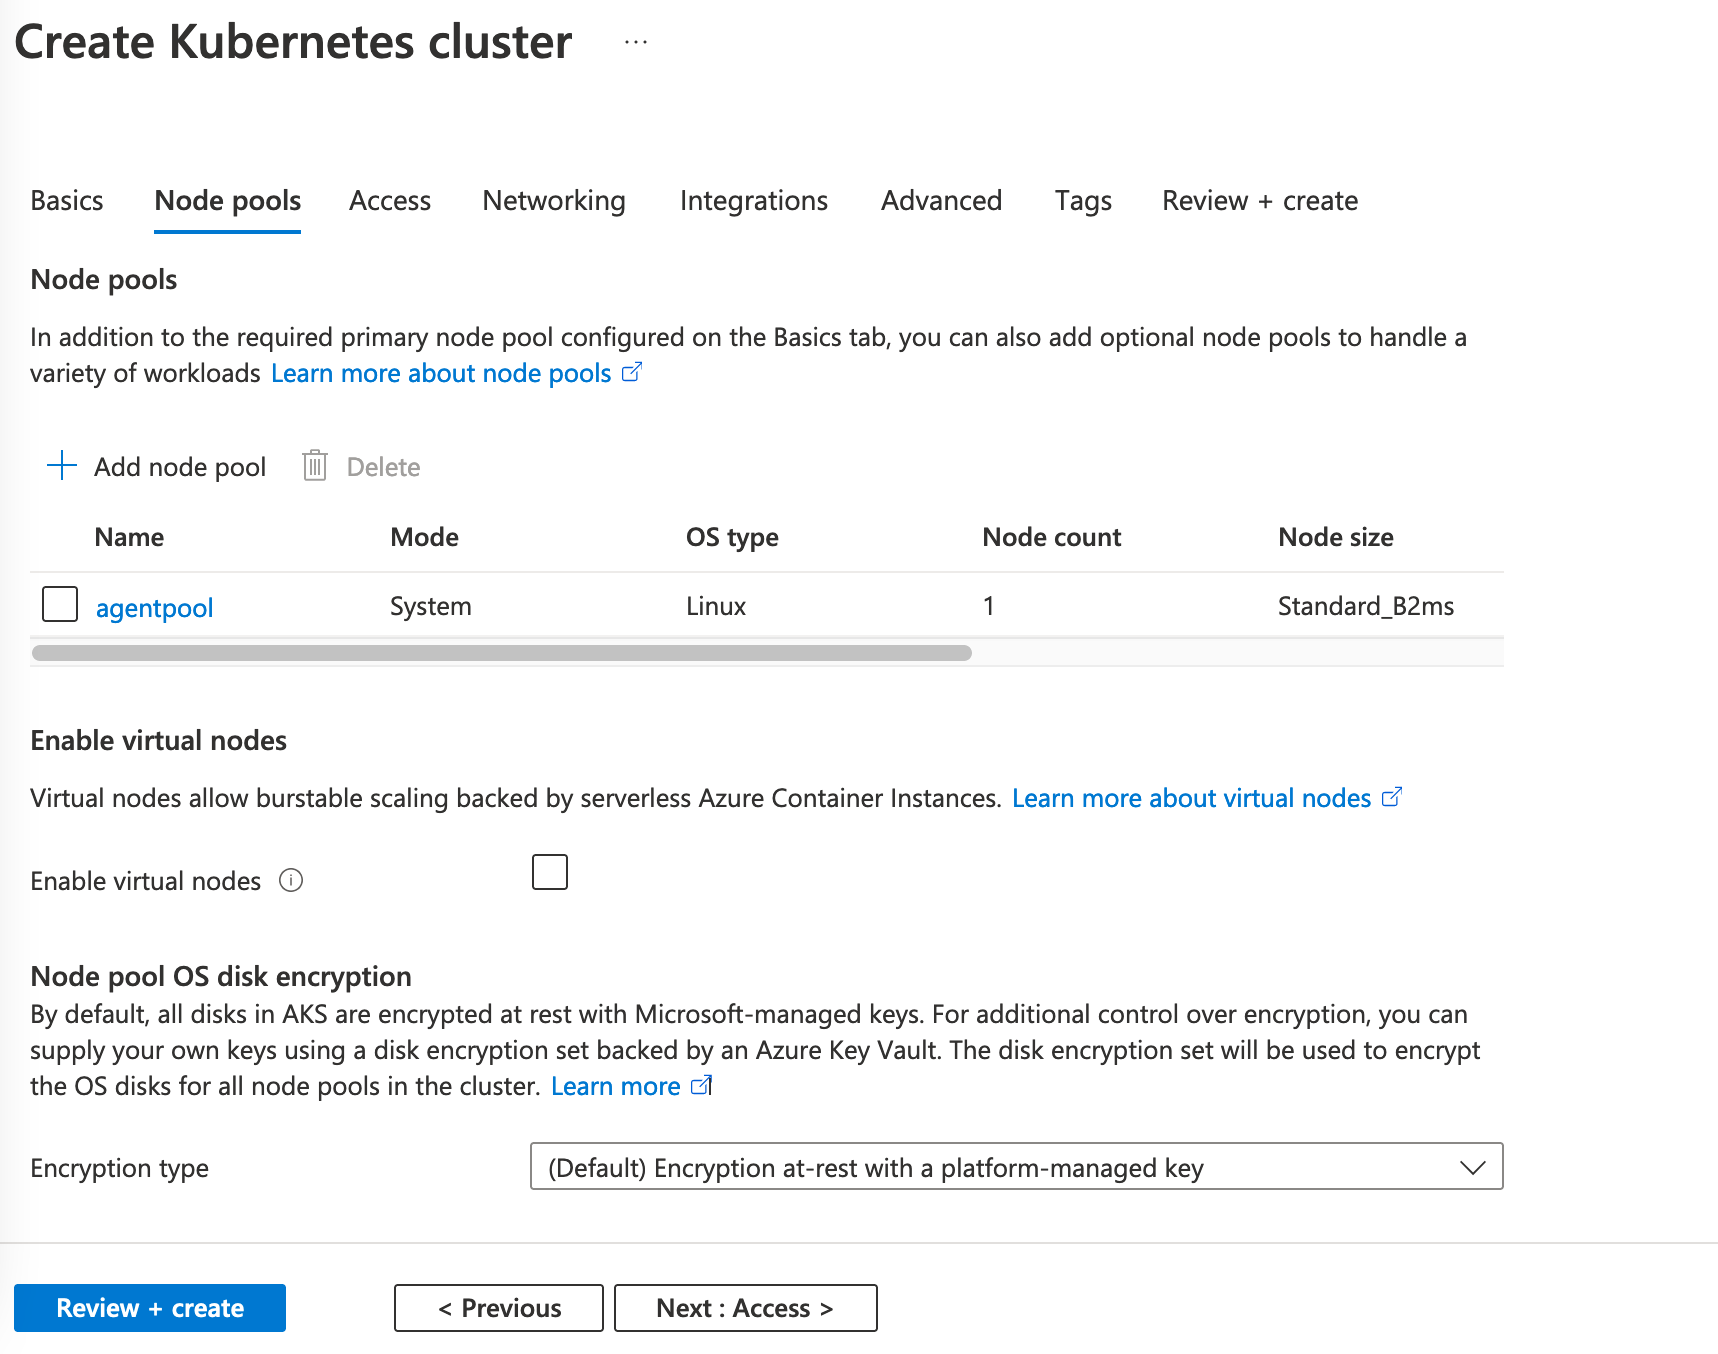 Create Kubernetes cluster ...
Basics Node pools Access Networking Integrations Advanced Tags Review + create
Node pools
In addition to the required primary node pool configured on the Basics tab, you can also add optional node pools to handle a
variety of workloads Learn more about node pools
Add node pool Delete
Name Mode OS type Node count Node size
agentpool System Linux 1 Standard_B2ms
Enable virtual nodes
Virtual nodes allow burstable scaling backed by serverless Azure Container Instances. Learn more about virtual nodes
Enable virtual nodes
Node pool OS disk encryption
By default, all disks in AKS are encrypted at rest with Microsoft-managed keys. For additional control over encryption, you can
supply your own keys using a disk encryption set backed by an Azure Key Vault. The disk encryption set will be used to encrypt
the OS disks for all node pools in the cluster. Learn more
Encryption type (Default) Encryption at-rest with a platform-managed key
Review + create < Previous Next : Access >